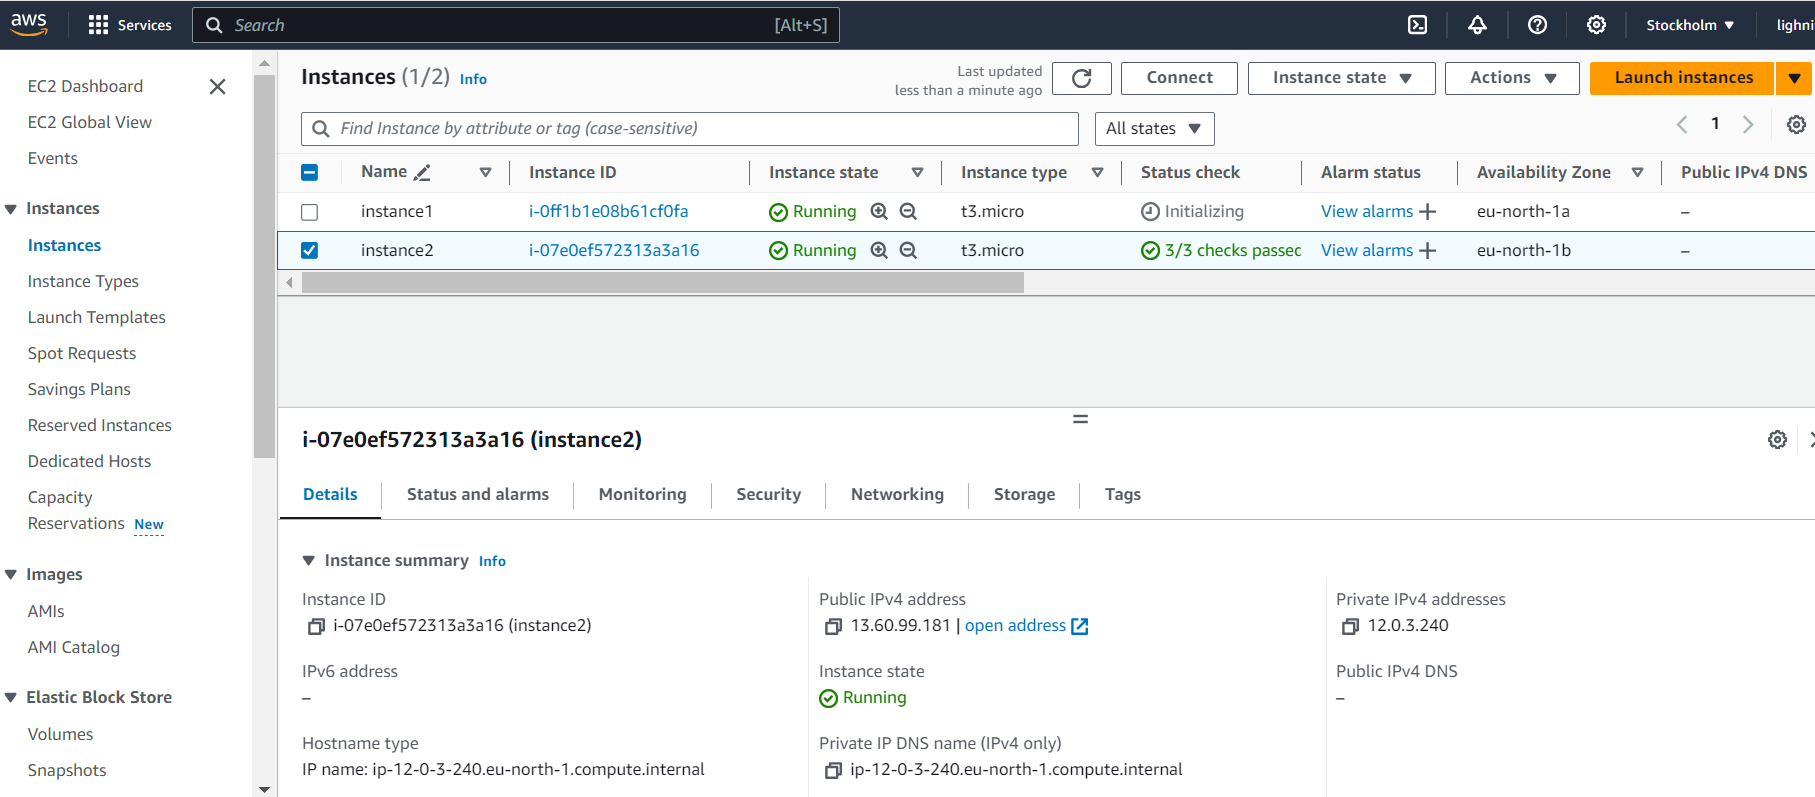 aws
Services
Search
[Alt+S]
Stockholm
lighni
EC2 Dashboard
EC2 Global View
Events
Instances
Instances
Instance Types
Launch Templates
Spot Requests
Savings Plans
Reserved Instances
Dedicated Hosts
Capacity
Reservations New
Images
AMIs
AMI Catalog
Elastic Block Store
Volumes
Snapshots
Instances (1/2) Info
Last updated
less than a minute ago
Connect
Instance state
Actions
Launch instances
Find Instance by attribute or tag (case-sensitive)
All states
1
Name Instance ID Instance state Instance type Status check Alarm status Availability Zone Public IPv4 DNS
instance1 i-0ff1b1e08b61cf0fa Running t3.micro Initializing View alarms + eu-north-1a –
instance2 i-07e0ef572313a3a16 Running t3.micro 3/3 checks passed View alarms + eu-north-1b –
i-07e0ef572313a3a16 (instance2)
Details Status and alarms Monitoring Security Networking Storage Tags
Instance summary Info
Instance ID
i-07e0ef572313a3a16 (instance2)
Public IPv4 address
13.60.99.181 | open address
Private IPv4 addresses
12.0.3.240
IPv6 address
–
Instance state
Running
Public IPv4 DNS
–
Hostname type
IP name: ip-12-0-3-240.eu-north-1.compute.internal
Private IP DNS name (IPv4 only)
ip-12-0-3-240.eu-north-1.compute.internal